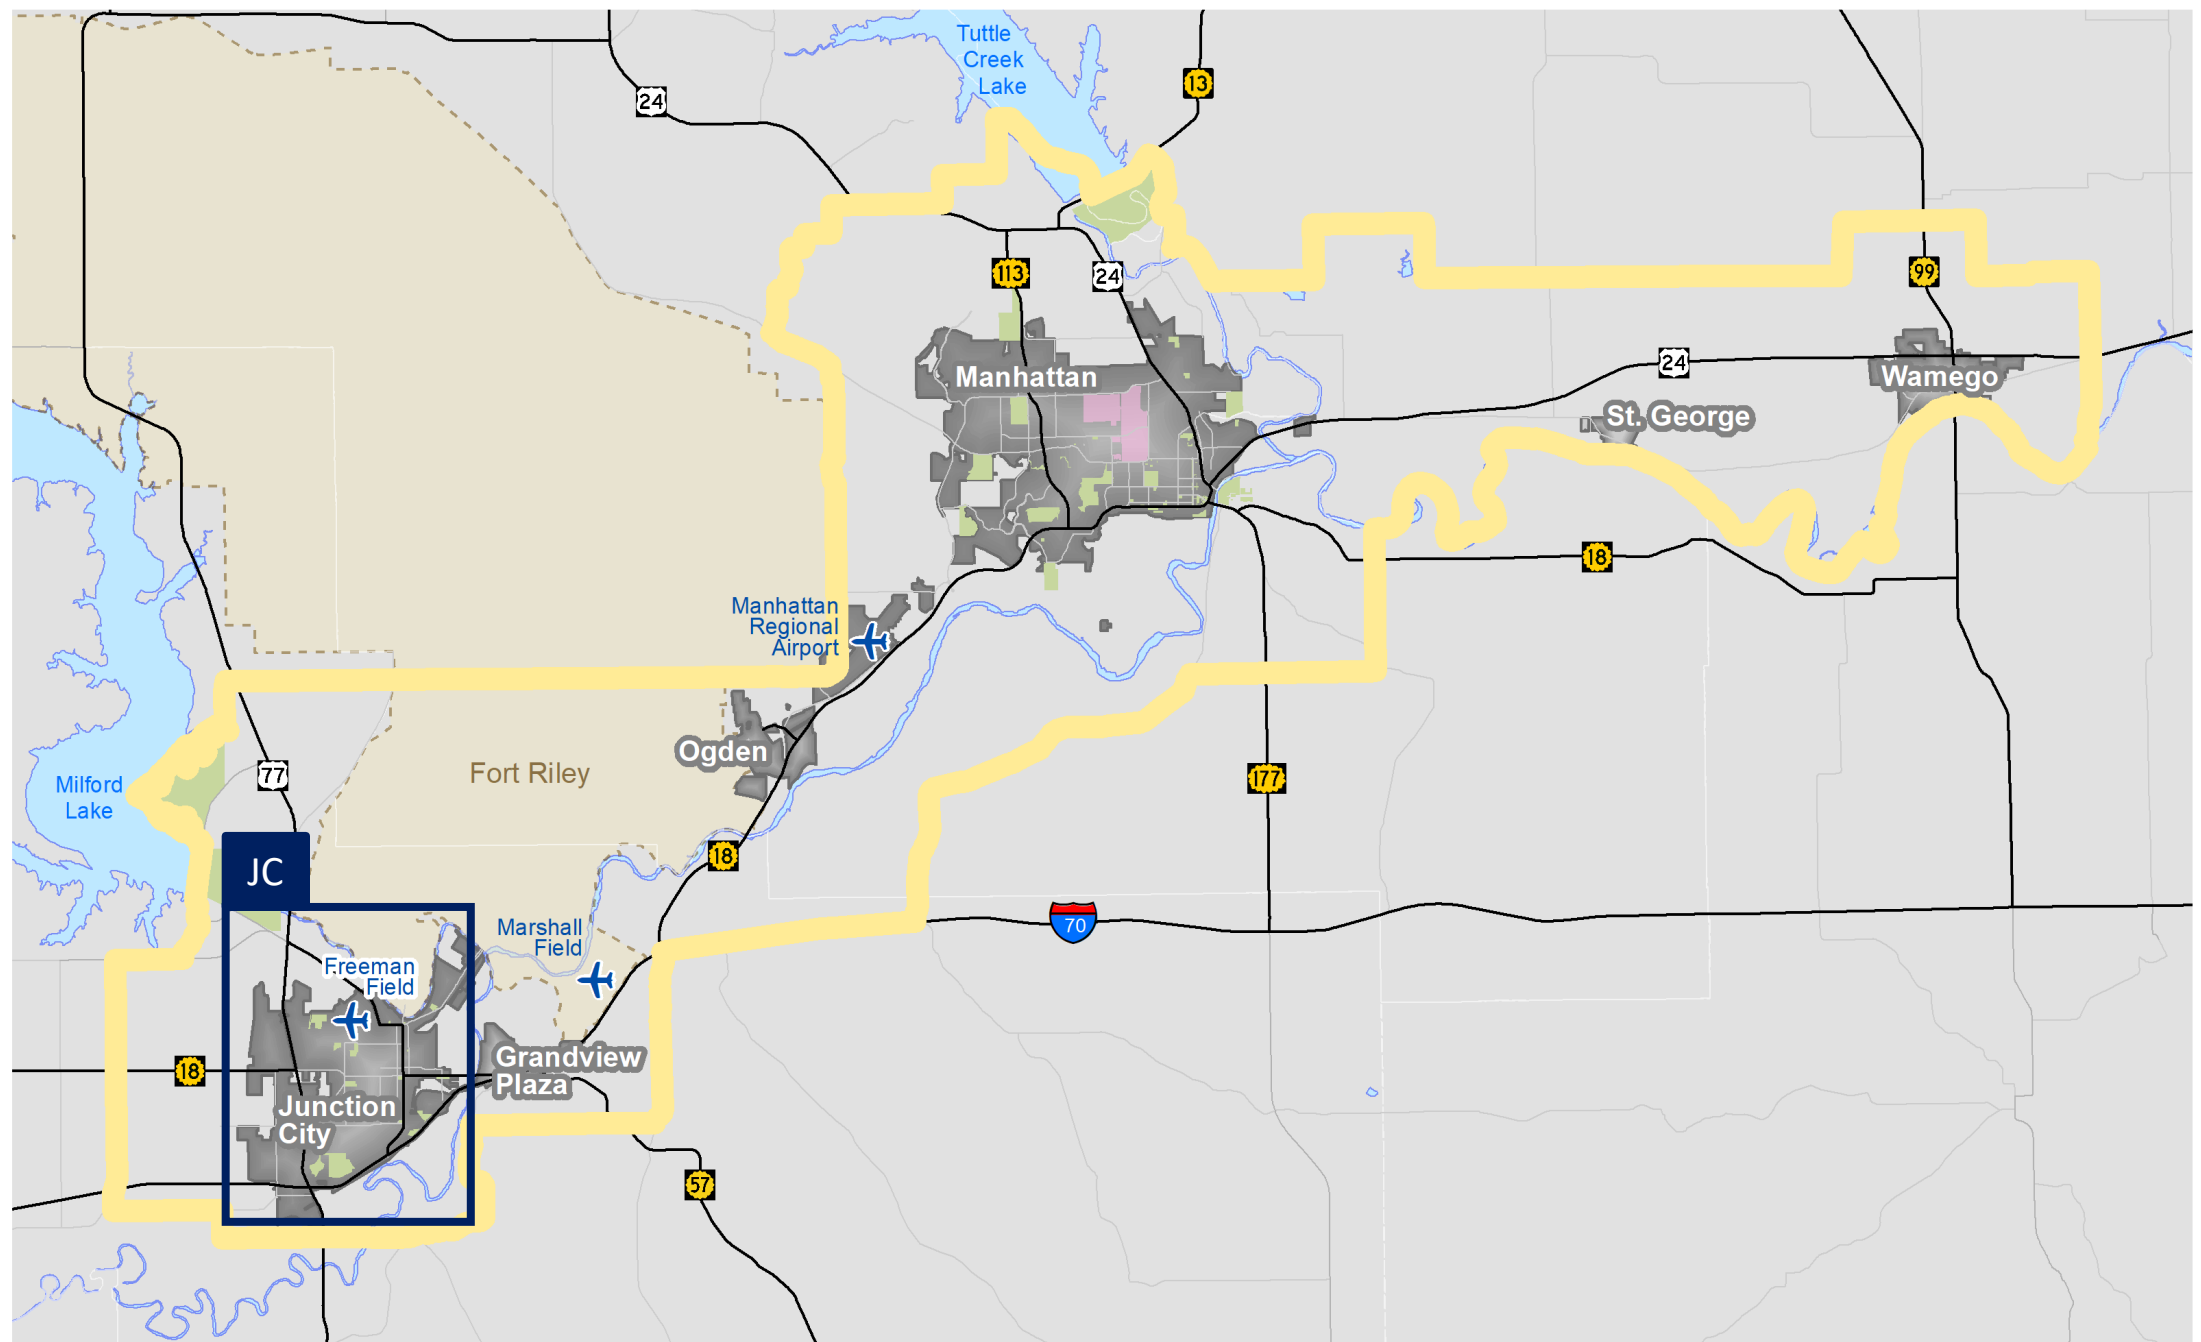 Tuttle
Creek
Lake
13
24
113
24
99
Manhattan
24
Wamego
St. George
18
Manhattan
Regional
Airport
Ogden
Fort Riley
77
177
Milford
Lake
18
JC
70
Marshall
Field
Freeman
Field
18
Grandview
Plaza
Junction
City
57